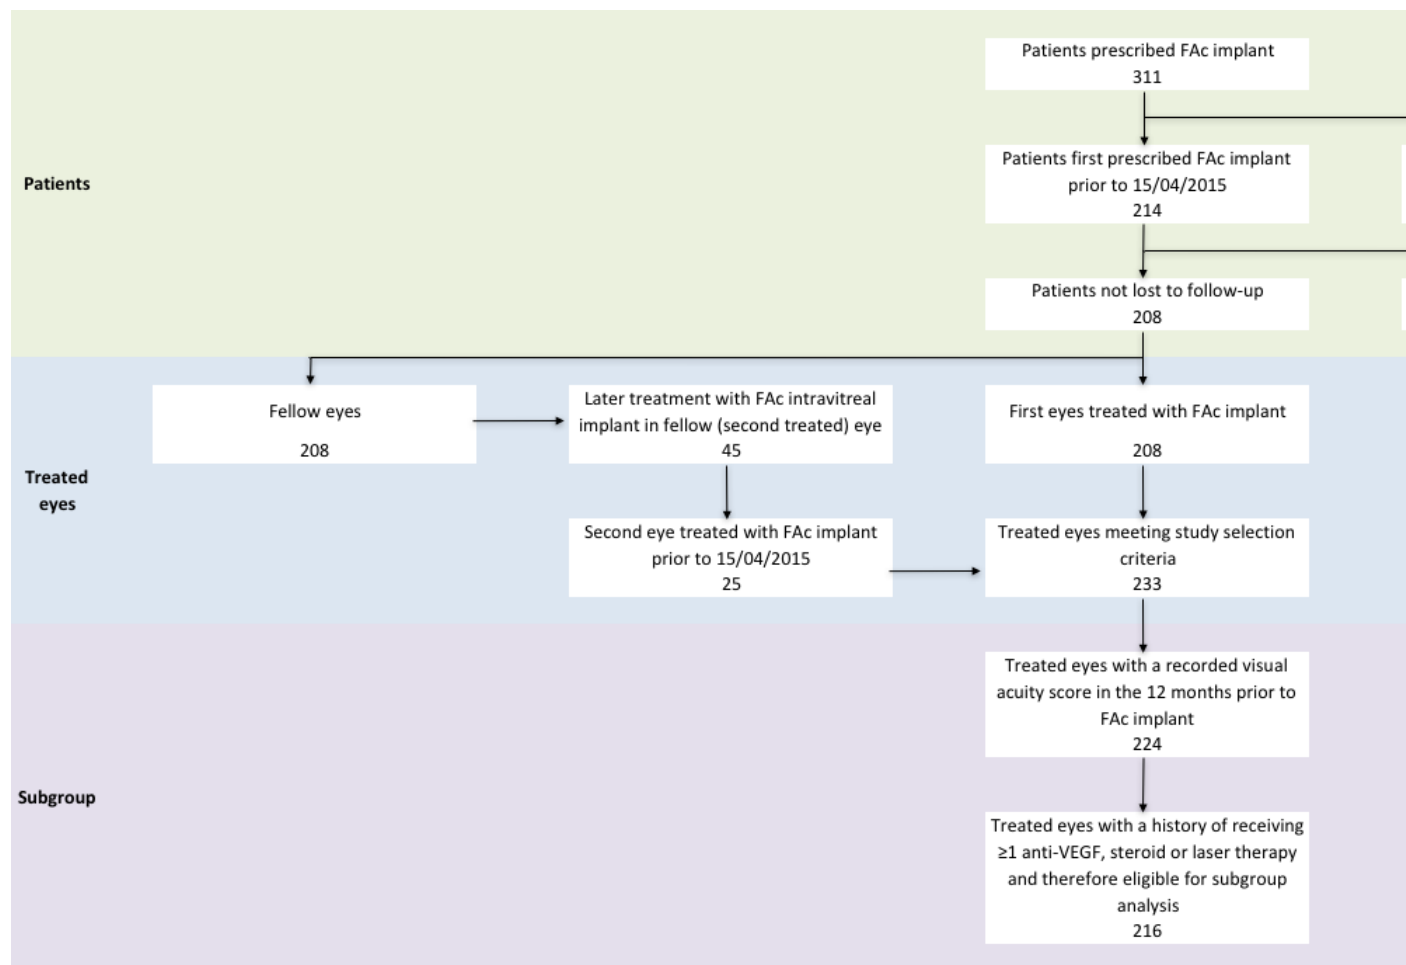 Patients prescribed FAc implant
311
Patients first prescribed FAc implant
prior to 15/04/2015
214
Patients
Patients not lost to follow-up
208
Fellow eyes
208
Later treatment with FAc intravitreal
implant in fellow (second treated) eye
45
First eyes treated with FAc implant
208
Treated
eyes
Second eye treated with FAc implant
prior to 15/04/2015
25
Treated eyes meeting study selection
criteria
233
Treated eyes with a recorded visual
acuity score in the 12 months prior to
FAc implant
224
Subgroup
Treated eyes with a history of receiving
≥1 anti-VEGF, steroid or laser therapy
and therefore eligible for subgroup
analysis
216